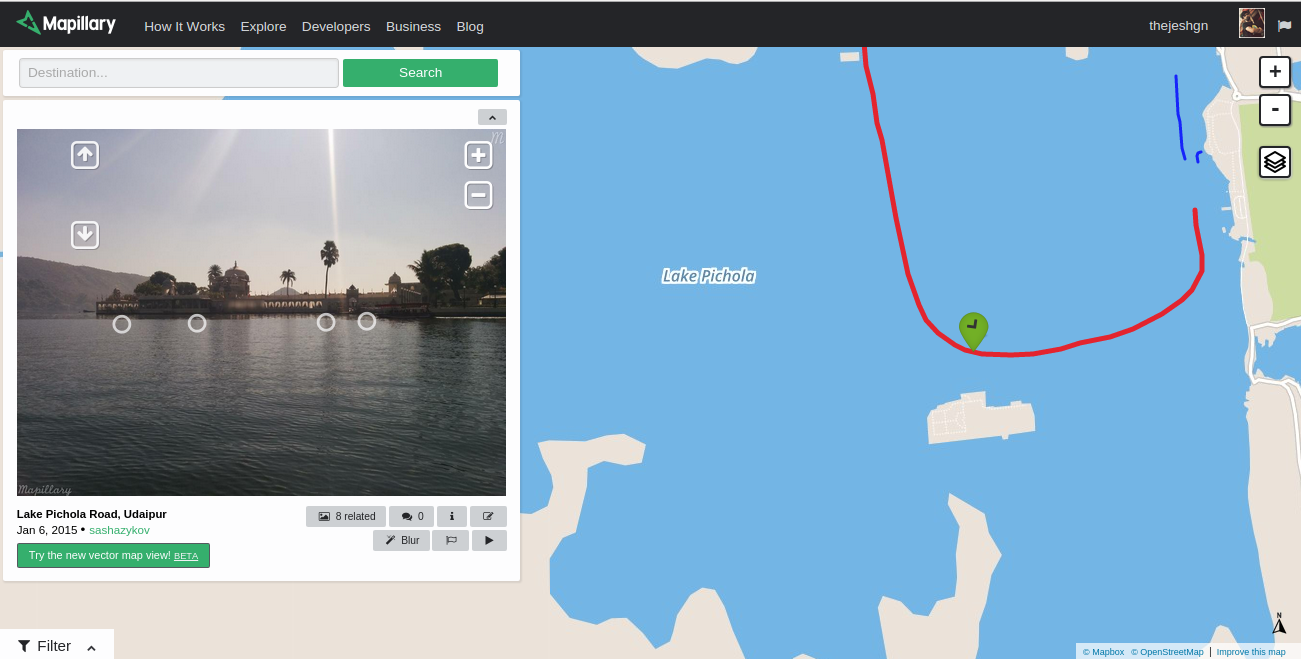 Mapillary How It Works Explore Developers Business Blog thejeshgn
Destination... Search
+
-
M
Lake Pichola
Mapillary
Lake Pichola Road, Udaipur
8 related 0 i
Jan 6, 2015 • sashazykov
Blur
Try the new vector map view! BETA
N
Filter
© Mapbox © OpenStreetMap | Improve this map